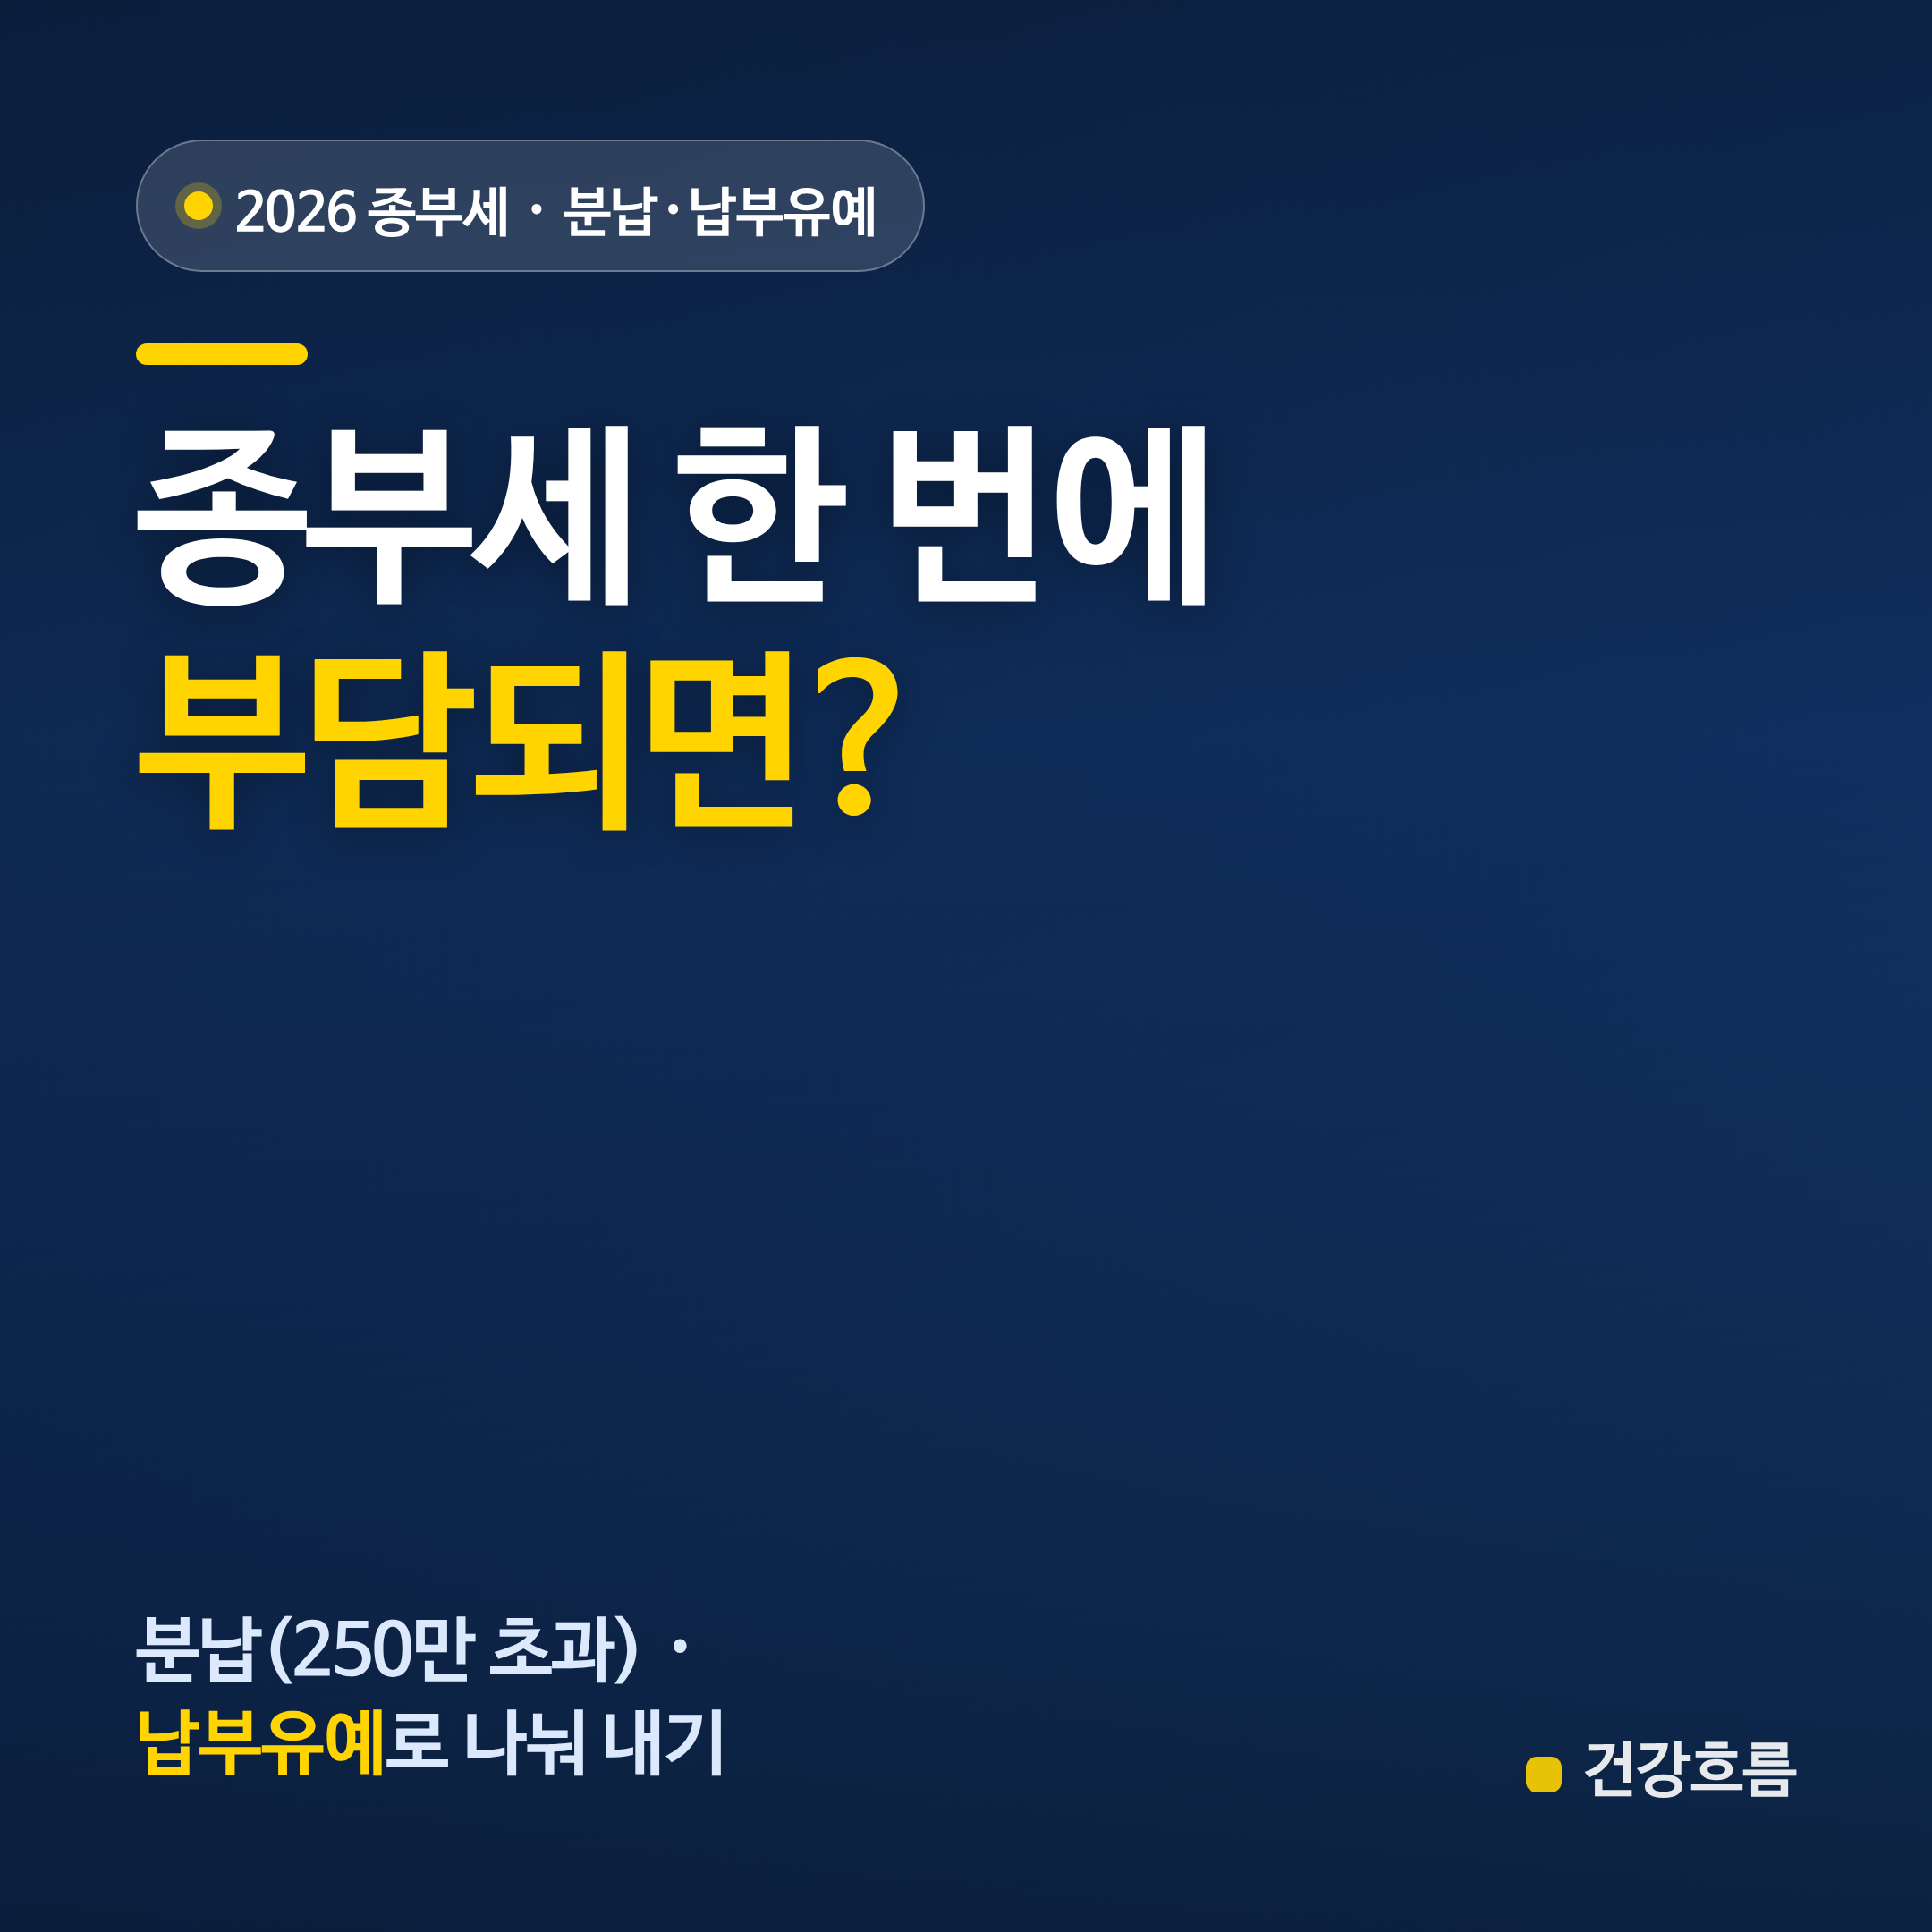 2026 종부세 · 분납·납부유예
종부세 한 번에
부담되면?
분납(250만 초과) ·
납부유예로 나눠 내기
건강흐름